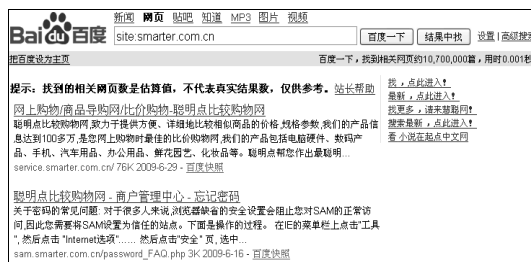 Bai 百度
新闻 网页 贴吧 知道 MP3 图片 视频
site:smarter.com.cn 百度一下 结果中找 设置 | 高级搜索
把百度设为主页 百度一下，找到相关网页约10,700,000篇，用时0.001秒
提示：找到的相关网页数是估算值，不代表真实结果数，仅供参考。站长帮助
网上购物/商品导购网/比价购物-聪明点比较购物网
聪明点比较购物网,致力于提供方便、详细地比较相似商品的价格,规格参数,我们的产品信
息达到100多万,是您网上购物时最佳的比价购物网,我们的产品包括电脑硬件、数码产
品、手机、汽车用品、办公用品、鲜花园艺、化妆品等。聪明点帮您作出最聪明...
service.smarter.com.cn/ 76K 2009-6-29 - 百度快照
聪明点比较购物网 - 商户管理中心 - 忘记密码
关于密码的常见问题: 对于很多人来说,浏览器缺省的安全设置会阻止您对SAM的正常访
问,因此您需要将SAM设置为信任的站点。下面是操作的过程。 在IE的菜单栏上点击"工具
", 然后点击 "Internet选项"...... 然后点击"安全" 页, 选中...
sam.smarter.com.cn/password_FAQ.php 3K 2009-6-16 - 百度快照
找，点此进入！
最新，点此进入！
找更多，请来慧聪网！
搜索最新，点此进入！
看 小说在起点中文网